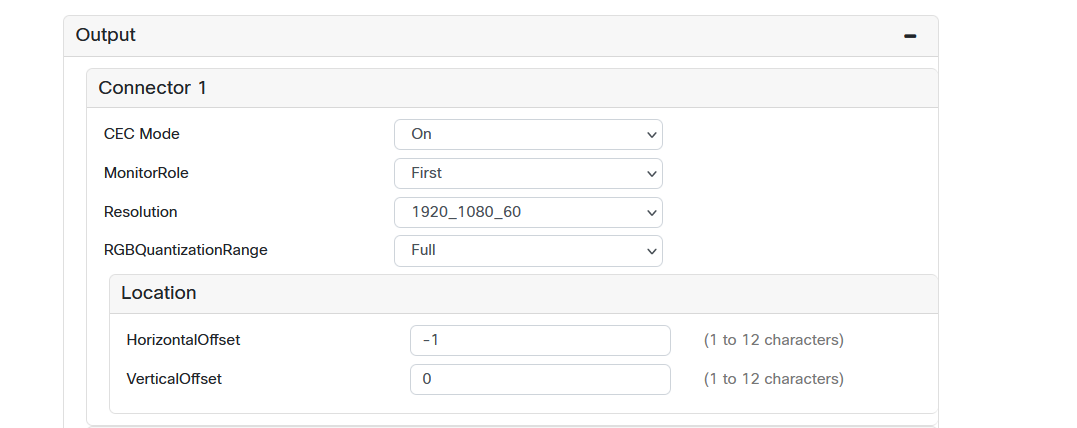 Output
Connector 1
CEC Mode On
MonitorRole First
Resolution 1920_1080_60
RGBQuantizationRange Full
Location
HorizontalOffset -1 (1 to 12 characters)
VerticalOffset 0 (1 to 12 characters)